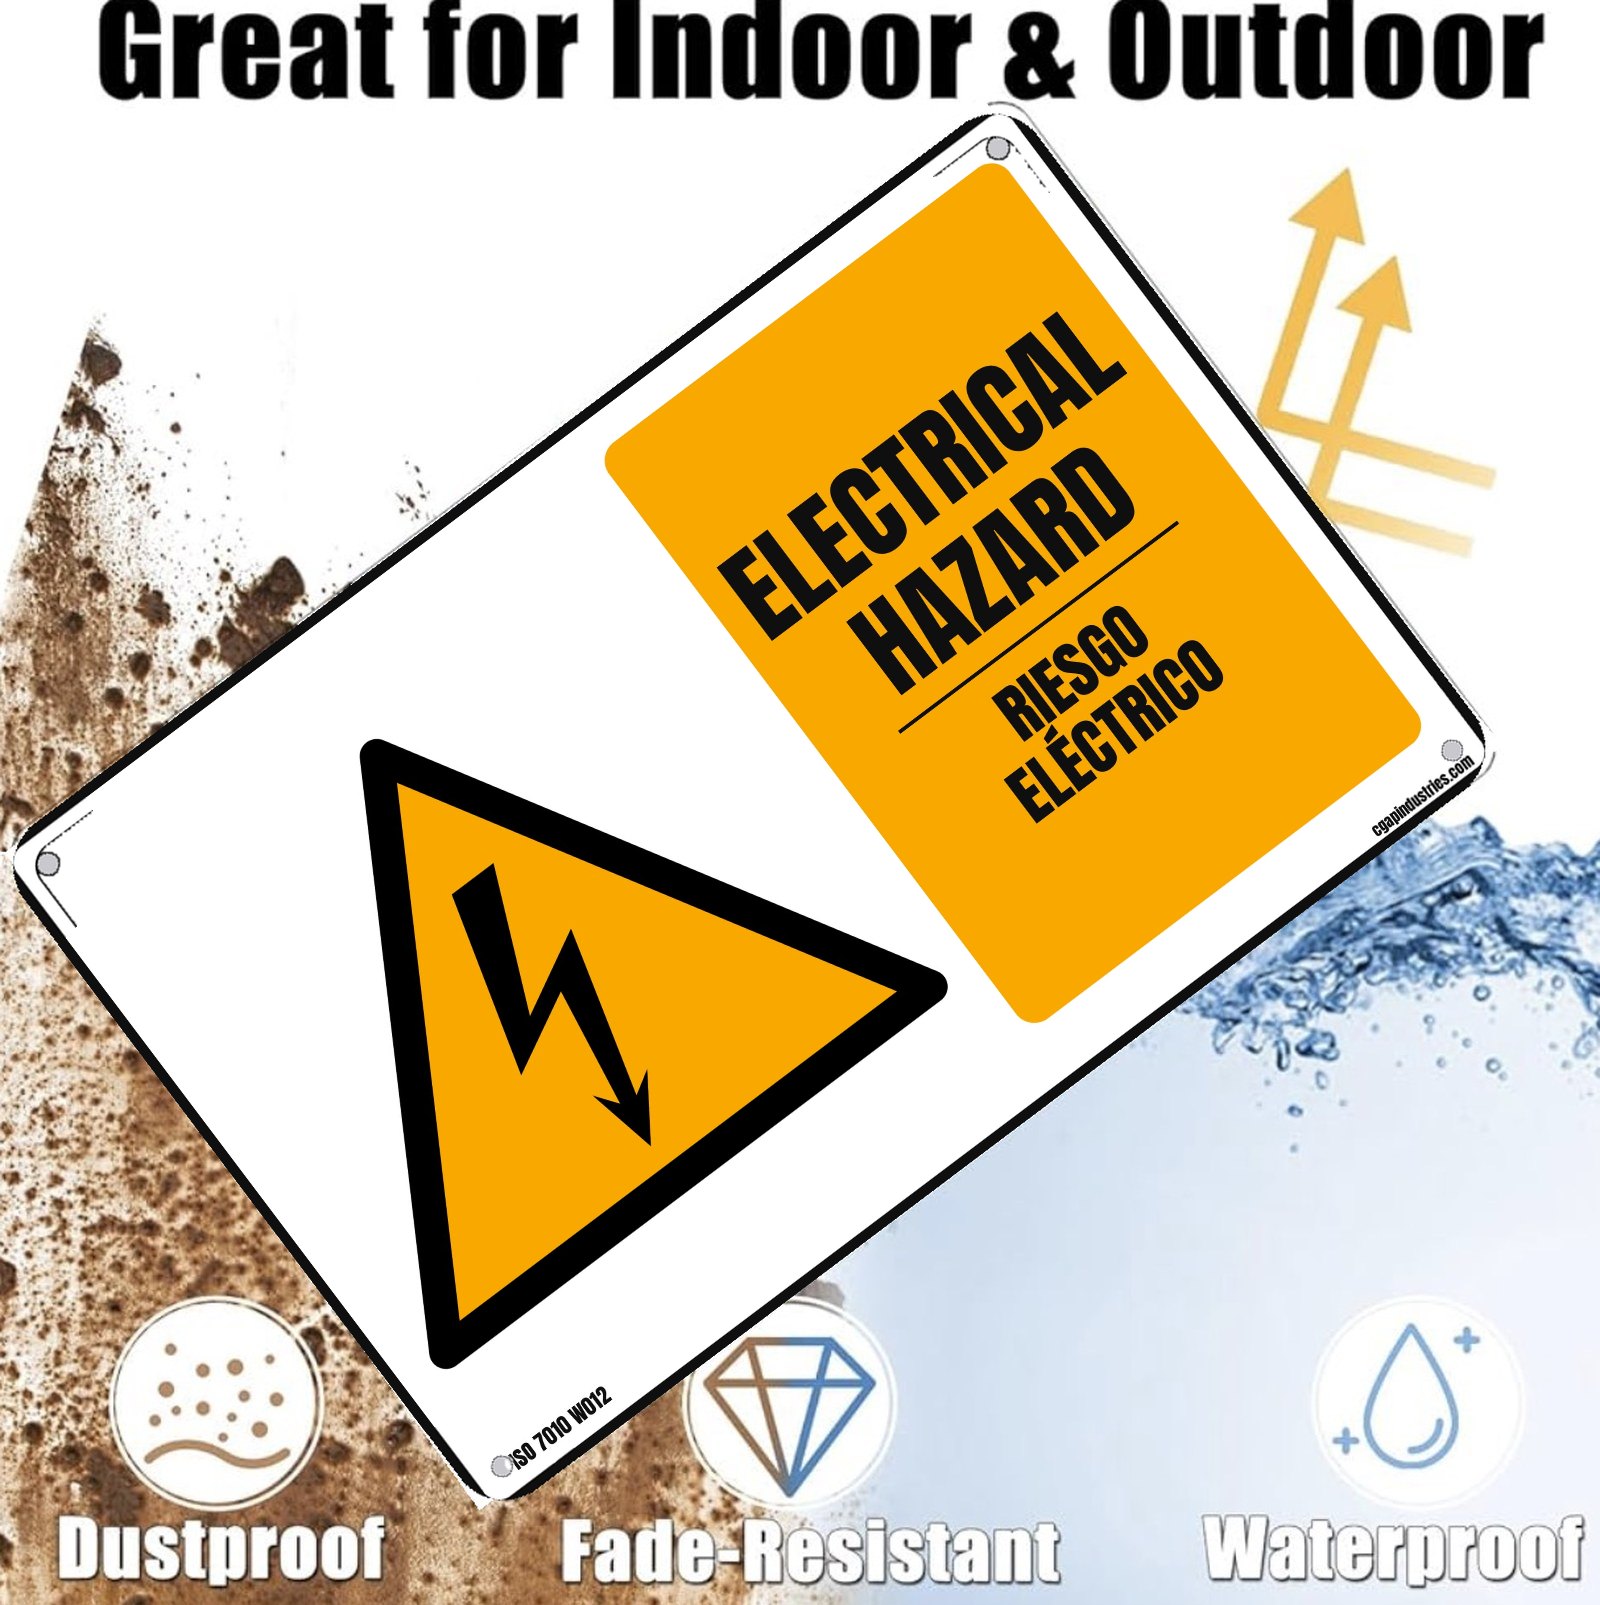 Great for Indoor & Outdoor
ELECTRICAL
HAZARD
RIESGO
ELÉCTRICO
cgapindustries.com
ISO 7010 W012
Dustproof
Fade-Resistant
Waterproof